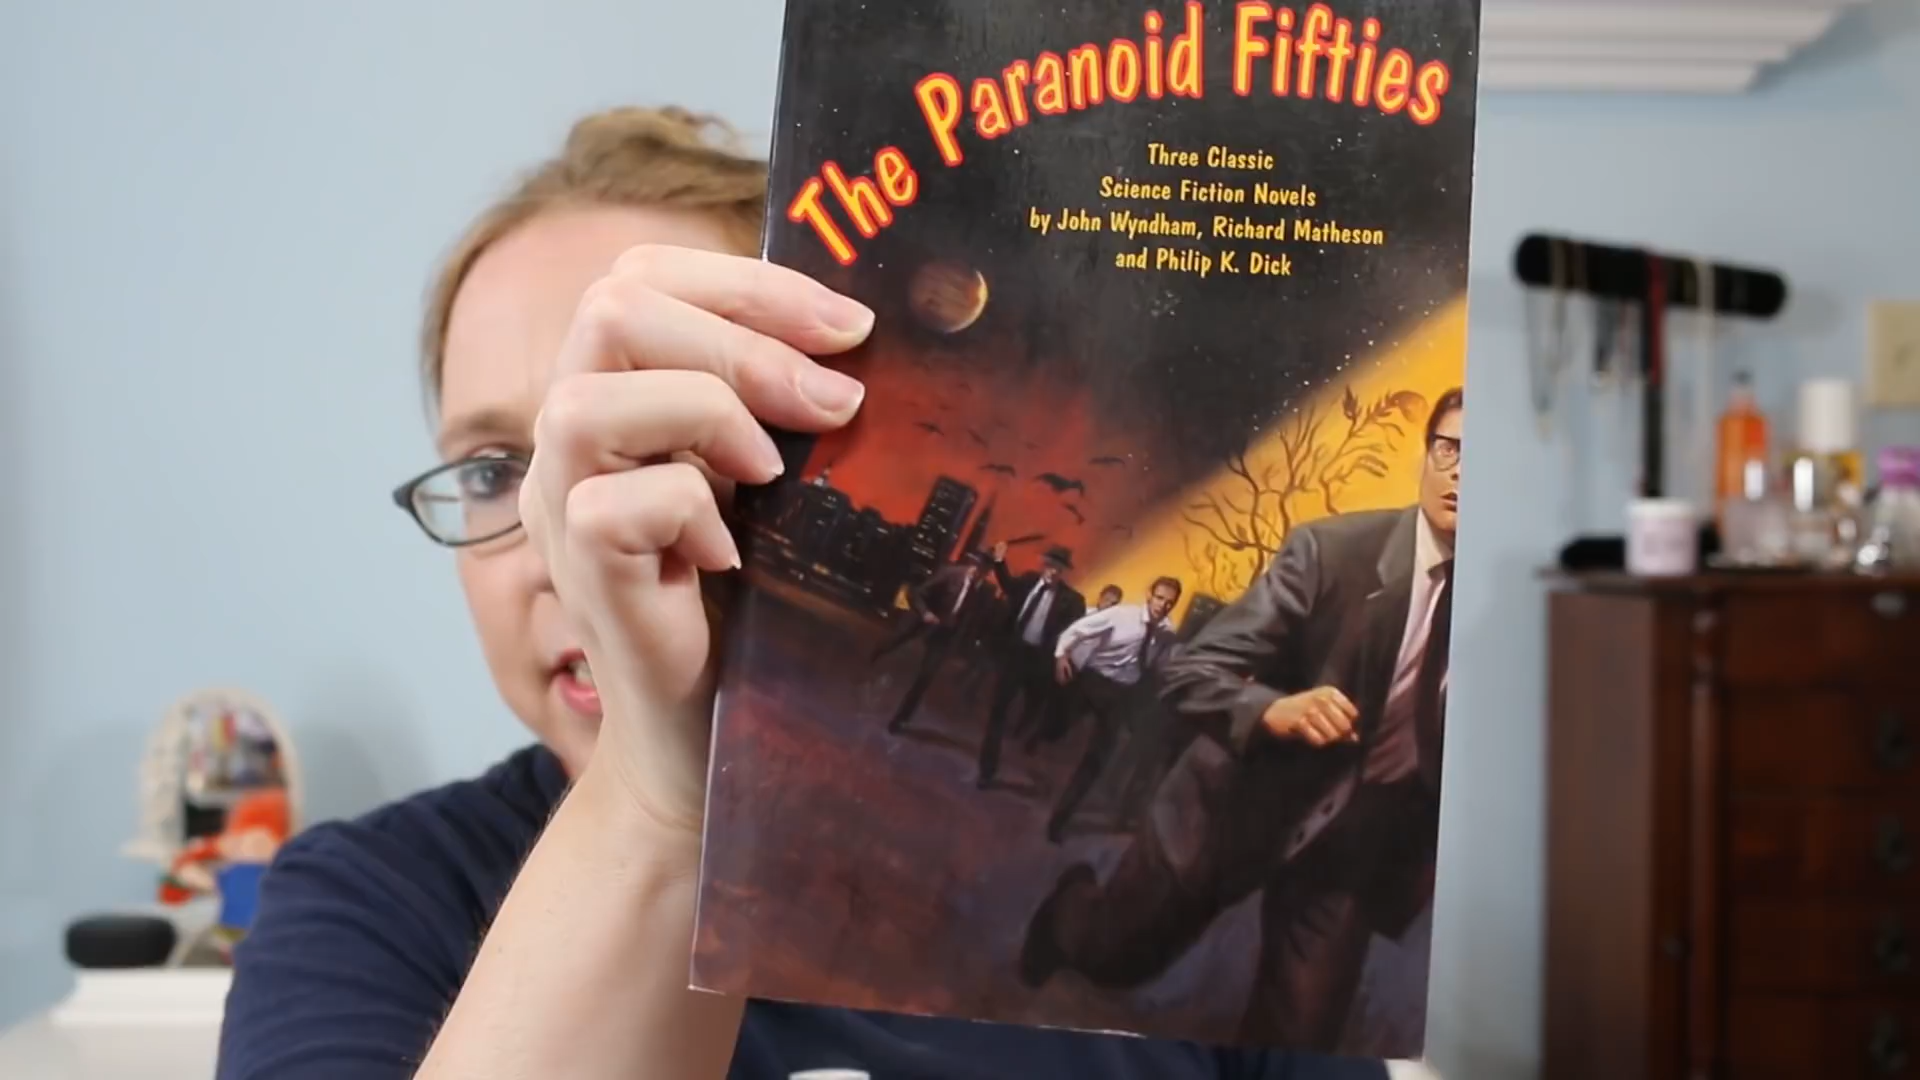 The Paranoid Fifties
Three Classic
Science Fiction Novels
by John Wyndham, Richard Matheson
and Philip K. Dick